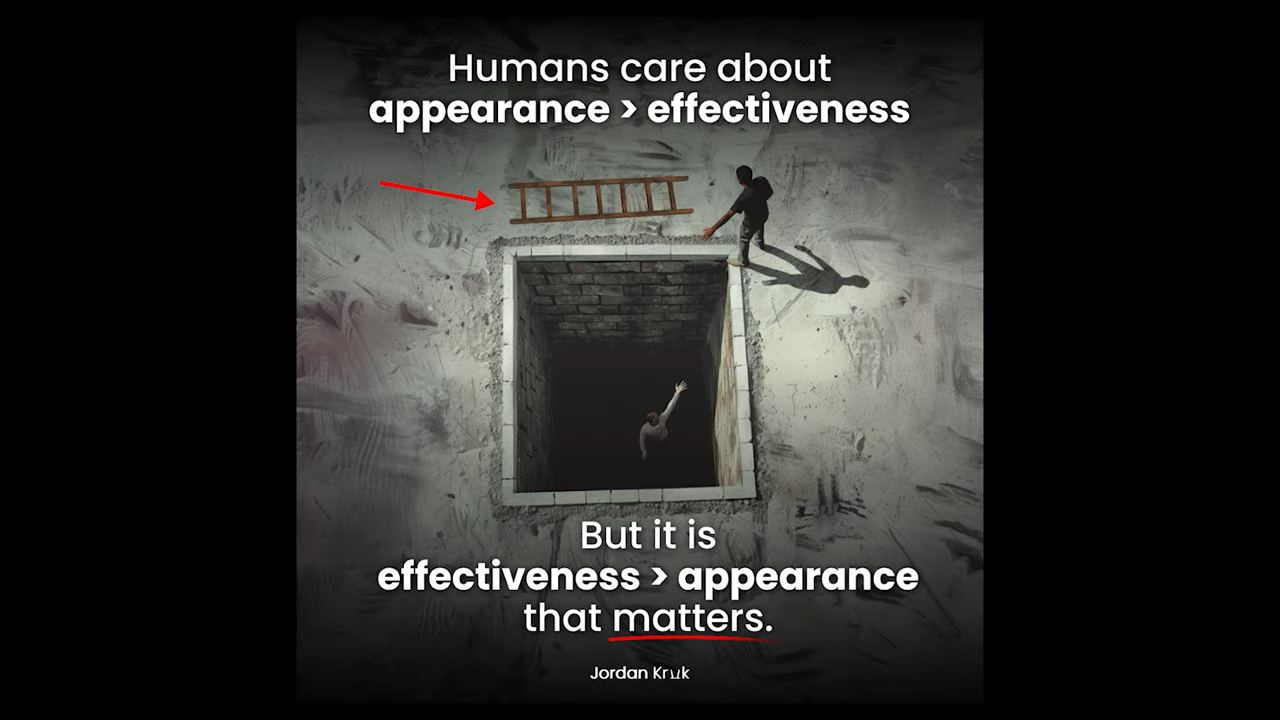 Humans care about
appearance > effectiveness
But it is
effectiveness > appearance
that matters.
Jordan